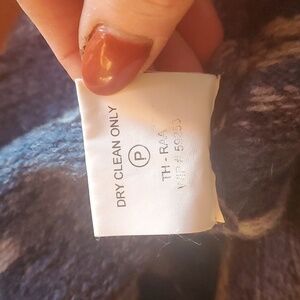 DRY CLEAN ONLY
P
TH - RAA